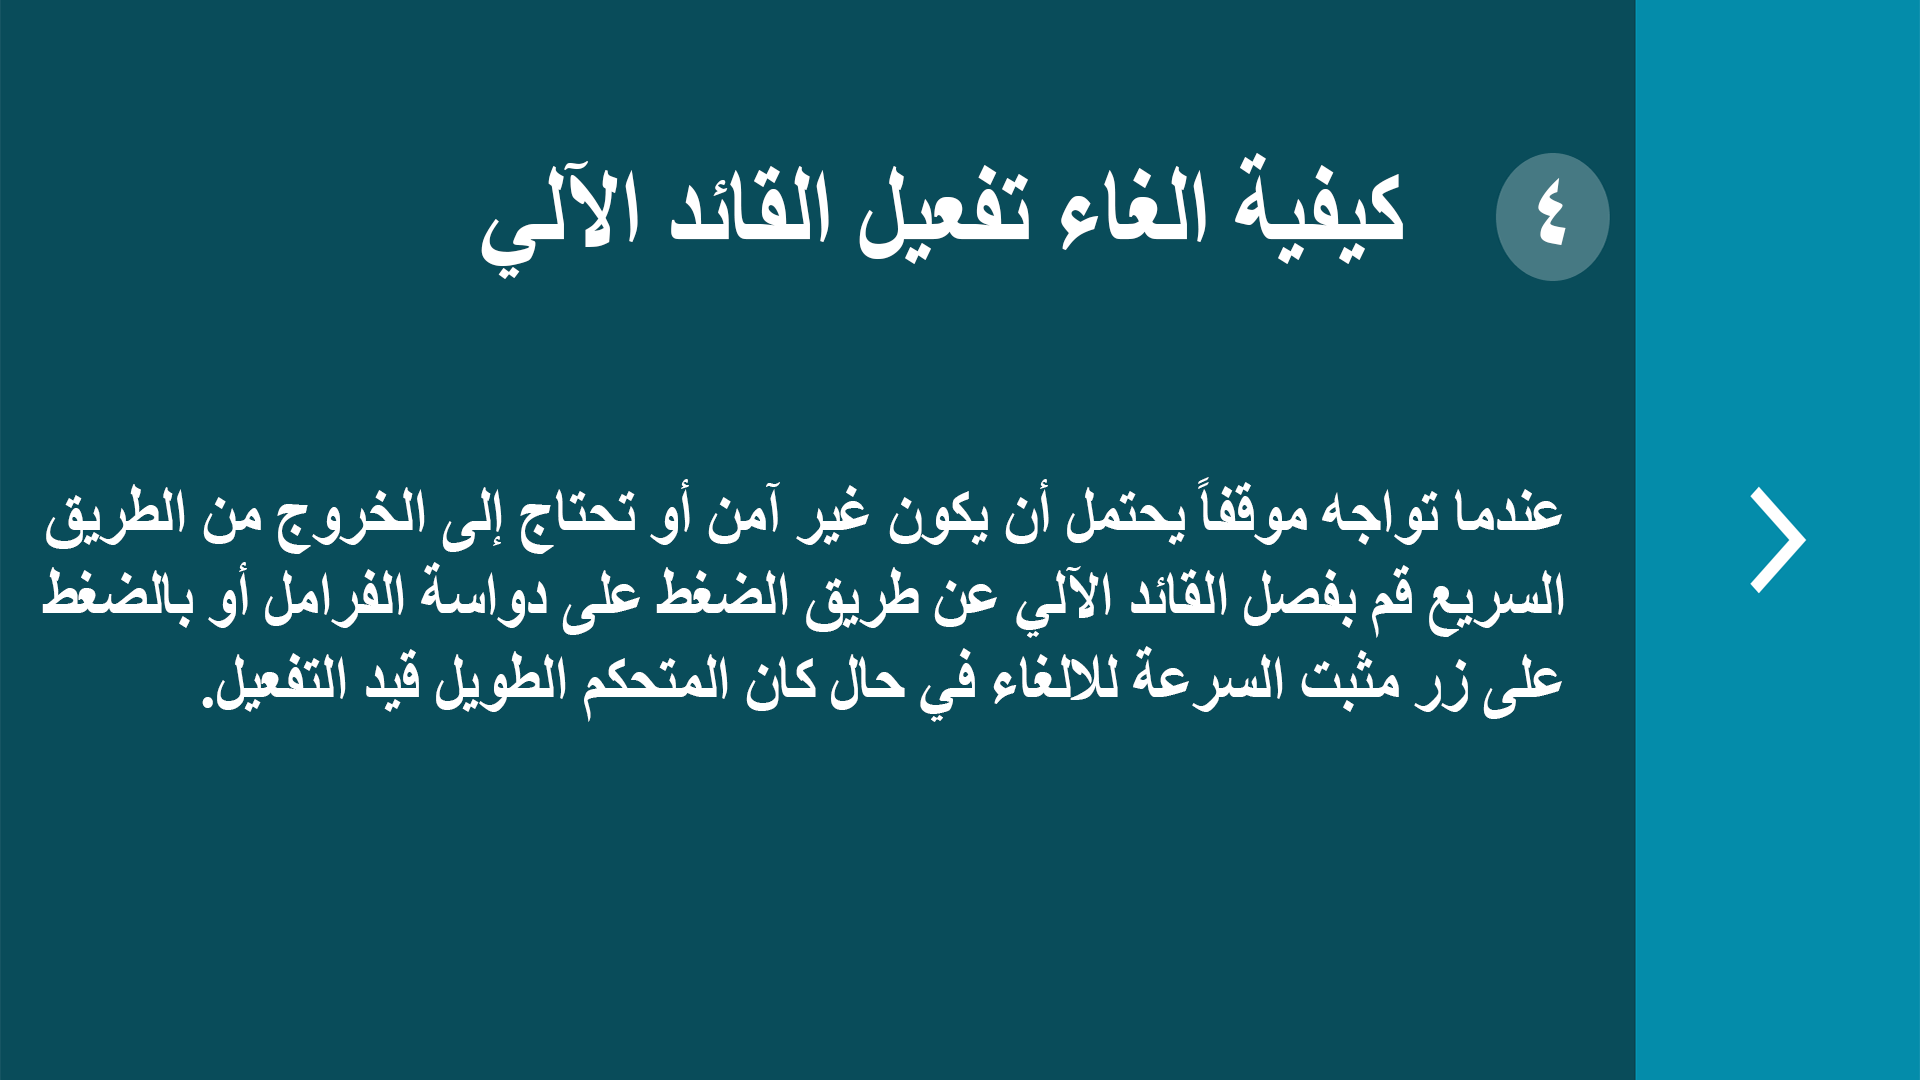 ٤ كيفية الغاء تفعيل القائد الآلي
عندما تواجه موقفاً يحتمل أن يكون غير آمن أو تحتاج إلى الخروج من الطريق
السريع قم بفصل القائد الآلي عن طريق الضغط على دواسة الفرامل أو بالضغط
على زر مثبت السرعة للالغاء في حال كان المتحكم الطويل قيد التفعيل.